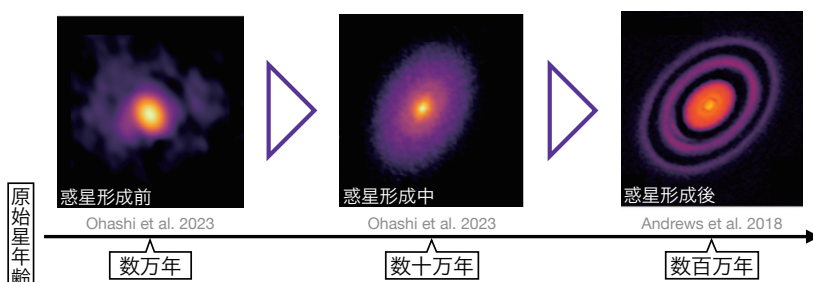 惑星形成前
惑星形成中
惑星形成後
Ohashi et al. 2023
Ohashi et al. 2023
Andrews et al. 2018
原始星年齢
数万年
数十万年
数百万年